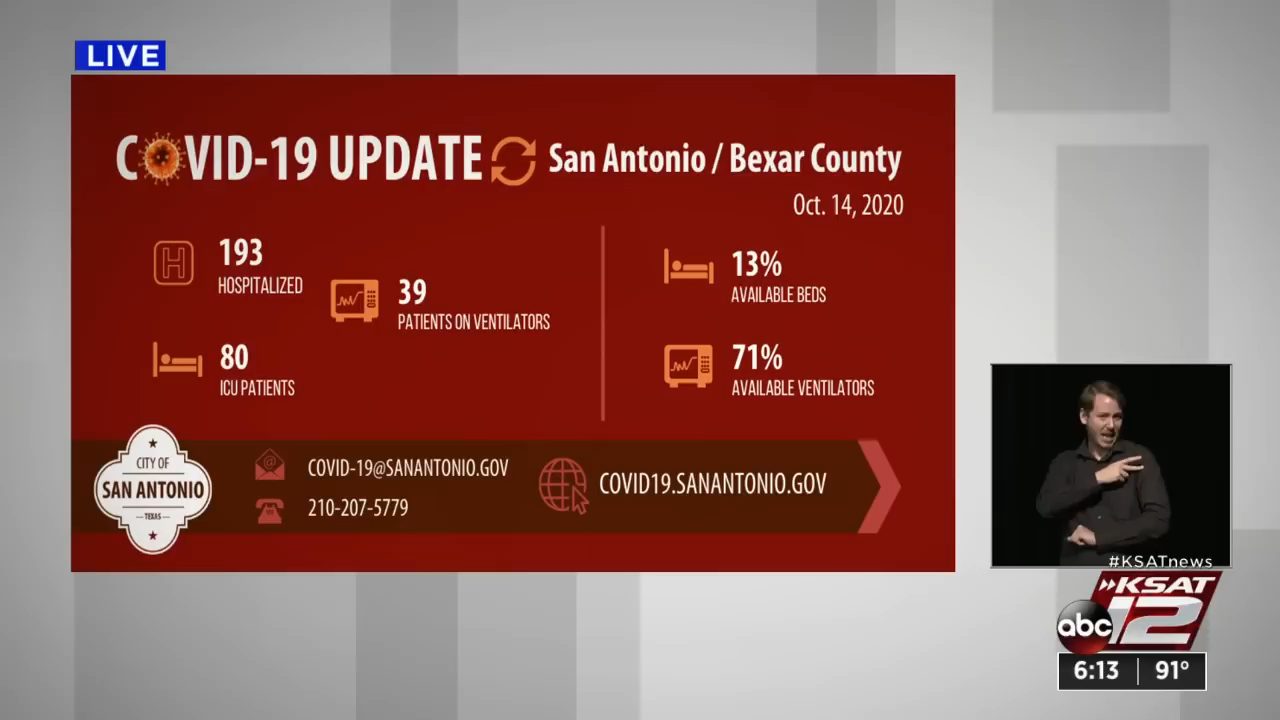 LIVE
COVID-19 UPDATE
San Antonio / Bexar County
Oct. 14, 2020
193
HOSPITALIZED
39
PATIENTS ON VENTILATORS
80
ICU PATIENTS
13%
AVAILABLE BEDS
71%
AVAILABLE VENTILATORS
CITY OF
SAN ANTONIO
TEXAS
COVID-19@SANANTONIO.GOV
210-207-5779
COVID19.SANANTONIO.GOV
#KSATnews
KSAT
abc 12
6:13 91°